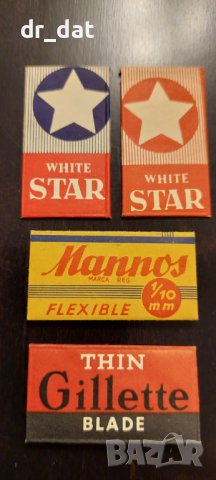 dr_dat
WHITE
STAR
WHITE
STAR
Mannos
MARCA REG.
FLEXIBLE
1/10
mm
THIN
Gillette
BLADE
BAZAR